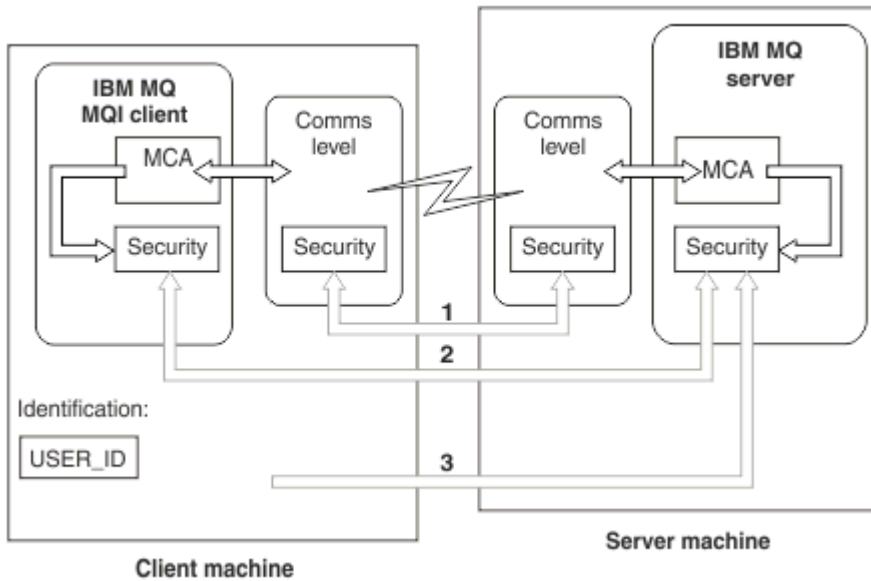 IBM MQ
MQI client
MCA
Security
Comms
level
Security
Comms
level
Security
IBM MQ
server
MCA
Security
1
2
3
Identification:
USER_ID
Client machine
Server machine